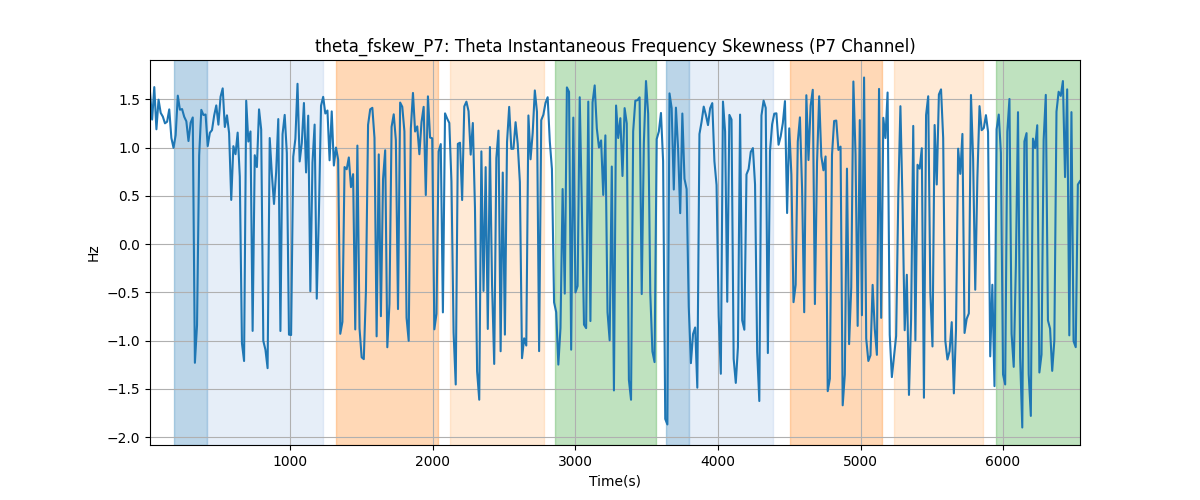 theta_fskew_P7: Theta Instantaneous Frequency Skewness (P7 Channel)
1.5
1.0
0.5
0.0
−0.5
−1.0
−1.5
−2.0
Hz
1000 2000 3000 4000 5000 6000
Time(s)